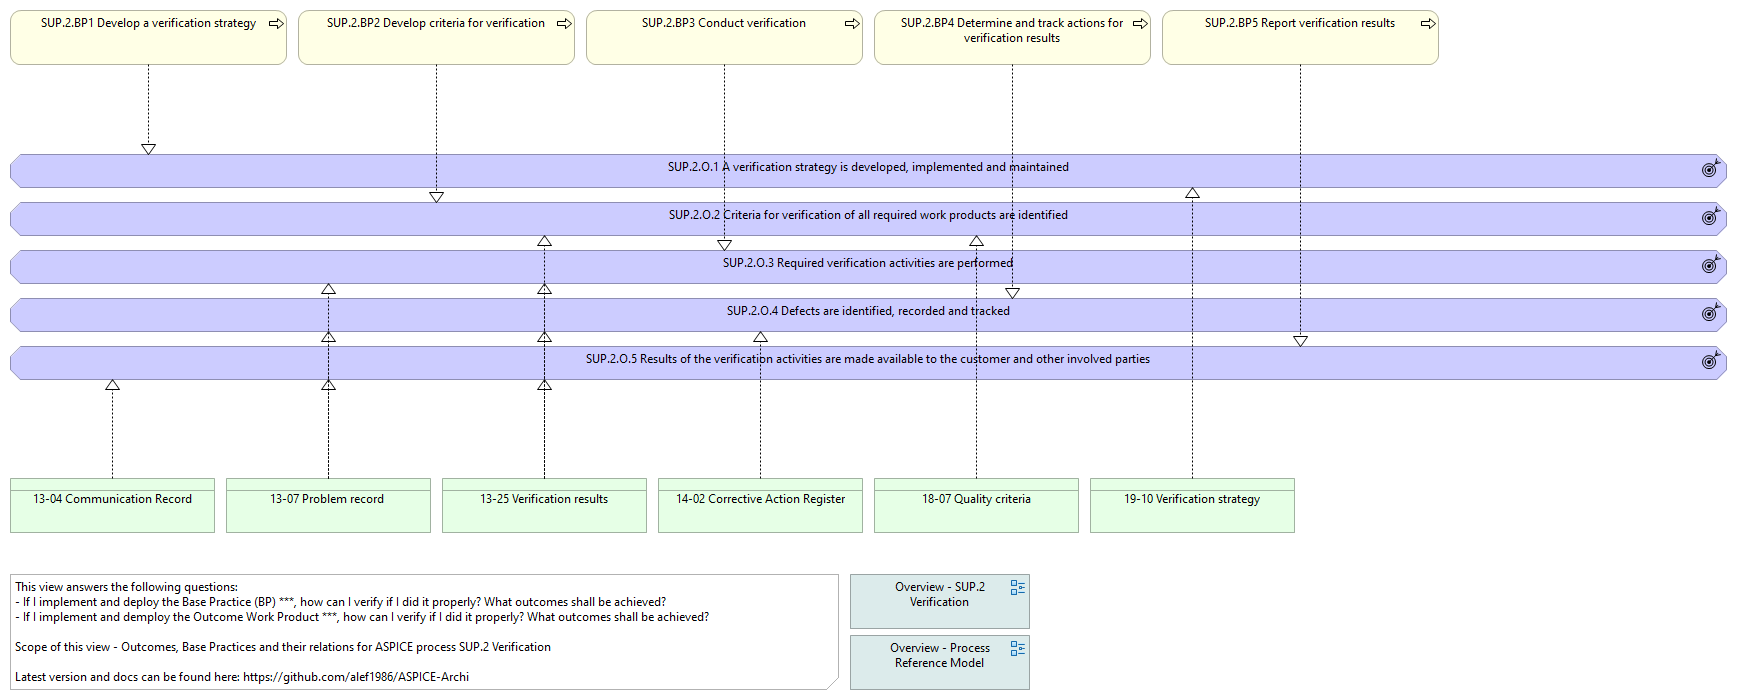 SUP.2.BP1 Develop a verification strategy
SUP.2.BP2 Develop criteria for verification
SUP.2.BP3 Conduct verification
SUP.2.BP4 Determine and track actions for
verification results
SUP.2.BP5 Report verification results
SUP.2.O.1 A verification strategy is developed, implemented and maintained
SUP.2.O.2 Criteria for verification of all required work products are identified
SUP.2.O.3 Required verification activities are performed
SUP.2.O.4 Defects are identified, recorded and tracked
SUP.2.O.5 Results of the verification activities are made available to the customer and other involved parties
13-04 Communication Record
13-07 Problem record
13-25 Verification results
14-02 Corrective Action Register
18-07 Quality criteria
19-10 Verification strategy
This view answers the following questions:
- If I implement and deploy the Base Practice (BP) ***, how can I verify if I did it properly? What outcomes shall be achieved?
- If I implement and demploy the Outcome Work Product ***, how can I verify if I did it properly? What outcomes shall be achieved?
Scope of this view - Outcomes, Base Practices and their relations for ASPICE process SUP.2 Verification
Latest version and docs can be found here: https://github.com/alef1986/ASPICE-Archi
Overview - SUP.2
Verification
Overview - Process
Reference Model